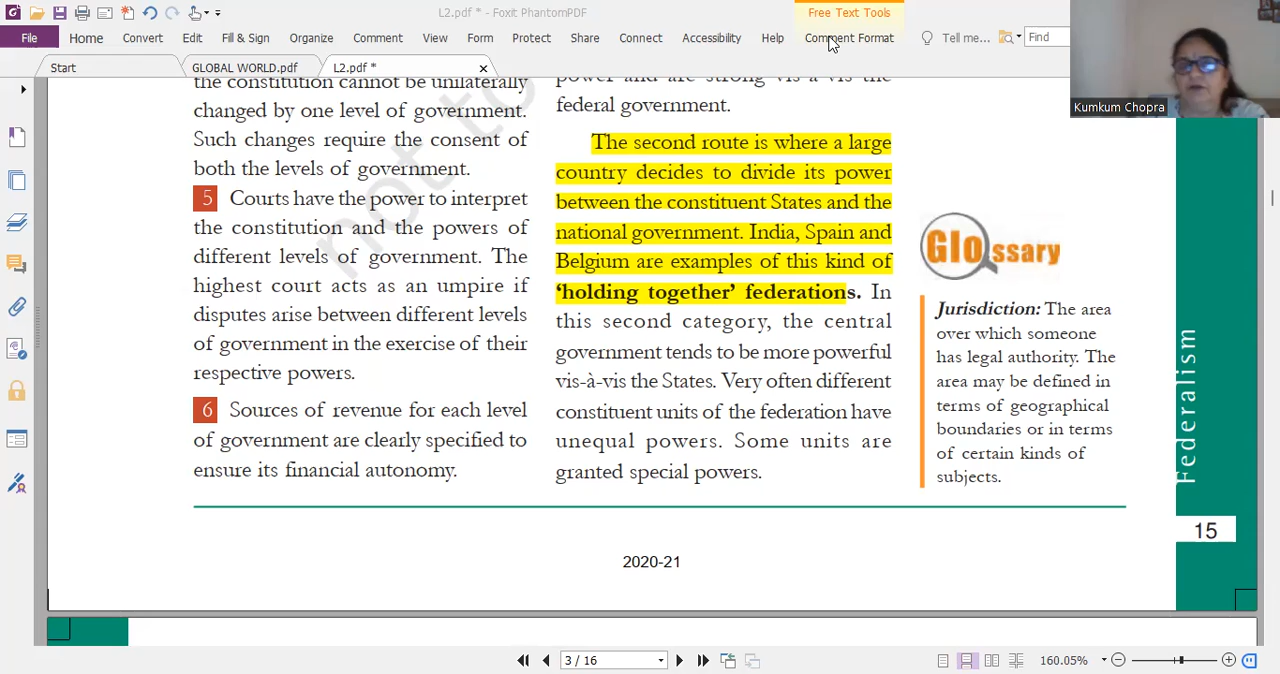 L2.pdf * - Foxit PhantomPDF
Free Text Tools
File Home Convert Edit Fill & Sign Organize Comment View Form Protect Share Connect Accessibility Help Comment Format Tell me... Find
Start GLOBAL WORLD.pdf L2.pdf *
Kumkum Chopra
the constitution cannot be unilaterally
changed by one level of government.
Such changes require the consent of
both the levels of government.
5 Courts have the power to interpret
the constitution and the powers of
different levels of government. The
highest court acts as an umpire if
disputes arise between different levels
of government in the exercise of their
respective powers.
6 Sources of revenue for each level
of government are clearly specified to
ensure its financial autonomy.
power and are strong vis-à-vis the
federal government.
The second route is where a large
country decides to divide its power
between the constituent States and the
national government. India, Spain and
Belgium are examples of this kind of
‘holding together’ federations. In
this second category, the central
government tends to be more powerful
vis-à-vis the States. Very often different
constituent units of the federation have
unequal powers. Some units are
granted special powers.
Glossary
Jurisdiction: The area
over which someone
has legal authority. The
area may be defined in
terms of geographical
boundaries or in terms
of certain kinds of
subjects.
Federalism
15
not to
2020-21
3 / 16
160.05%